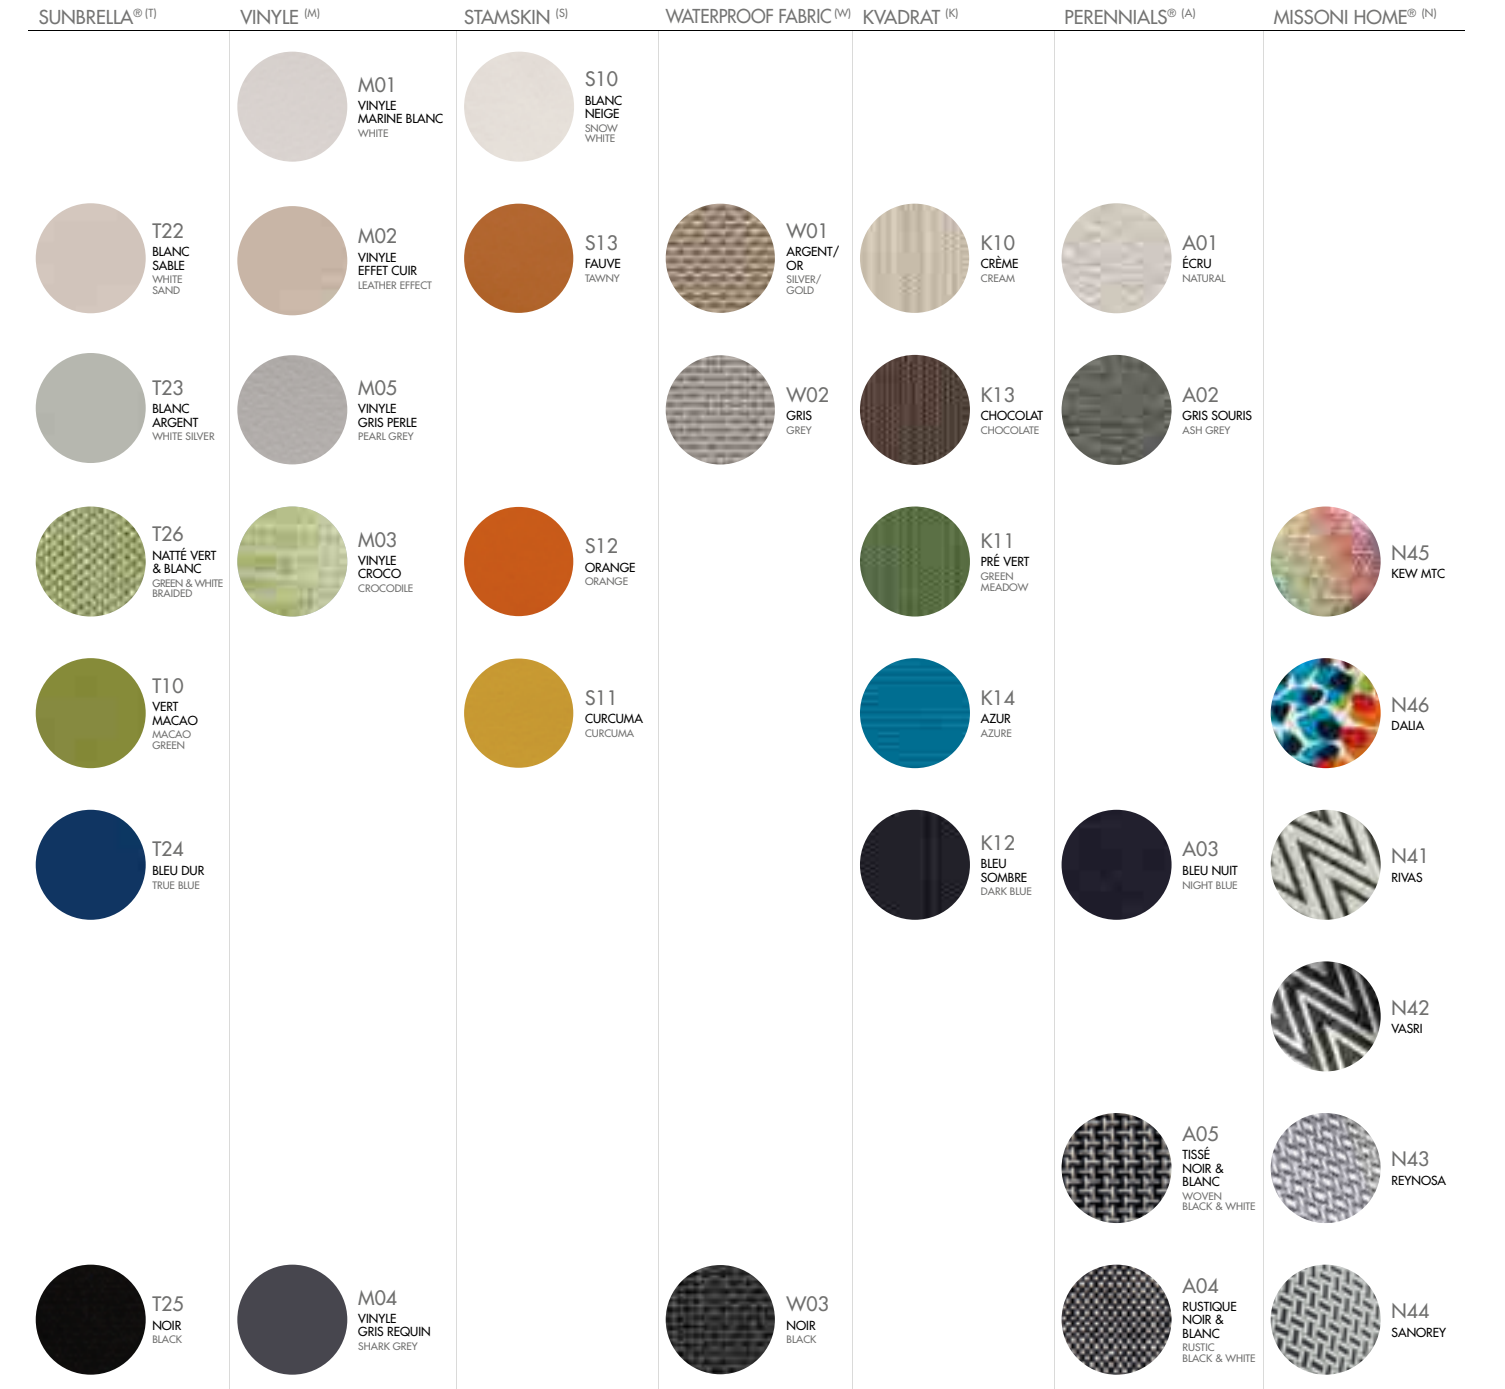 SUNBRELLA® (T)
VINYLE (M)
STAMSKIN (S)
WATERPROOF FABRIC (W)
KVADRAT (K)
PERENNIALS® (A)
MISSONI HOME® (N)
M01
VINYLE
MARINE BLANC
WHITE
S10
BLANC
NEIGE
SNOW
WHITE
T22
BLANC
SABLE
WHITE
SAND
M02
VINYLE
EFFET CUIR
LEATHER EFFECT
S13
FAUVE
TAWNY
W01
ARGENT/
OR
SILVER/
GOLD
K10
CRÈME
CREAM
A01
ÉCRU
NATURAL
T23
BLANC
ARGENT
WHITE SILVER
M05
VINYLE
GRIS PERLE
PEARL GREY
W02
GRIS
GREY
K13
CHOCOLAT
CHOCOLATE
A02
GRIS SOURIS
ASH GREY
T26
NATTÉ VERT
& BLANC
GREEN & WHITE
BRAIDED
M03
VINYLE
CROCO
CROCODILE
S12
ORANGE
ORANGE
K11
PRÉ VERT
GREEN
MEADOW
N45
KEW MTC
T10
VERT
MACAO
MACAO
GREEN
S11
CURCUMA
CURCUMA
K14
AZUR
AZURE
N46
DALIA
T24
BLEU DUR
TRUE BLUE
K12
BLEU
SOMBRE
DARK BLUE
A03
BLEU NUIT
NIGHT BLUE
N41
RIVAS
N42
VASRI
A05
TISSÉ
NOIR &
BLANC
WOVEN
BLACK & WHITE
N43
REYNOSA
T25
NOIR
BLACK
M04
VINYLE
GRIS REQUIN
SHARK GREY
W03
NOIR
BLACK
A04
RUSTIQUE
NOIR &
BLANC
RUSTIC
BLACK & WHITE
N44
SANOREY